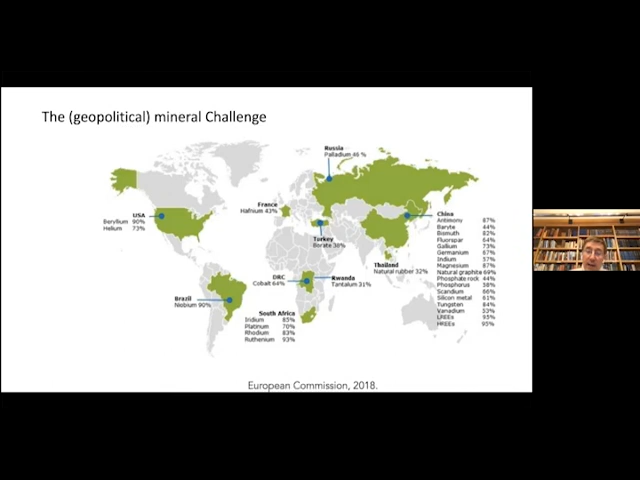 The (geopolitical) mineral Challenge
Russia
Palladium 46 %
USA
Beryllium 90%
Helium 73%
France
Hafnium 43%
Turkey
Borate 38%
China
Antimony 87%
Baryte 44%
Bismuth 82%
Fluorspar 64%
Gallium 73%
Germanium 67%
Indium 57%
Magnesium 87%
Natural graphite 69%
Phosphate rock 44%
Phosphorus 58%
Scandium 66%
Silicon metal 61%
Tungsten 84%
Vanadium 53%
LREEs 95%
HREEs 95%
Thailand
Natural rubber 32%
DRC
Cobalt 64%
Rwanda
Tantalum 31%
Brazil
Niobium 90%
South Africa
Iridium 85%
Platinum 70%
Rhodium 83%
Ruthenium 93%
European Commission, 2018.